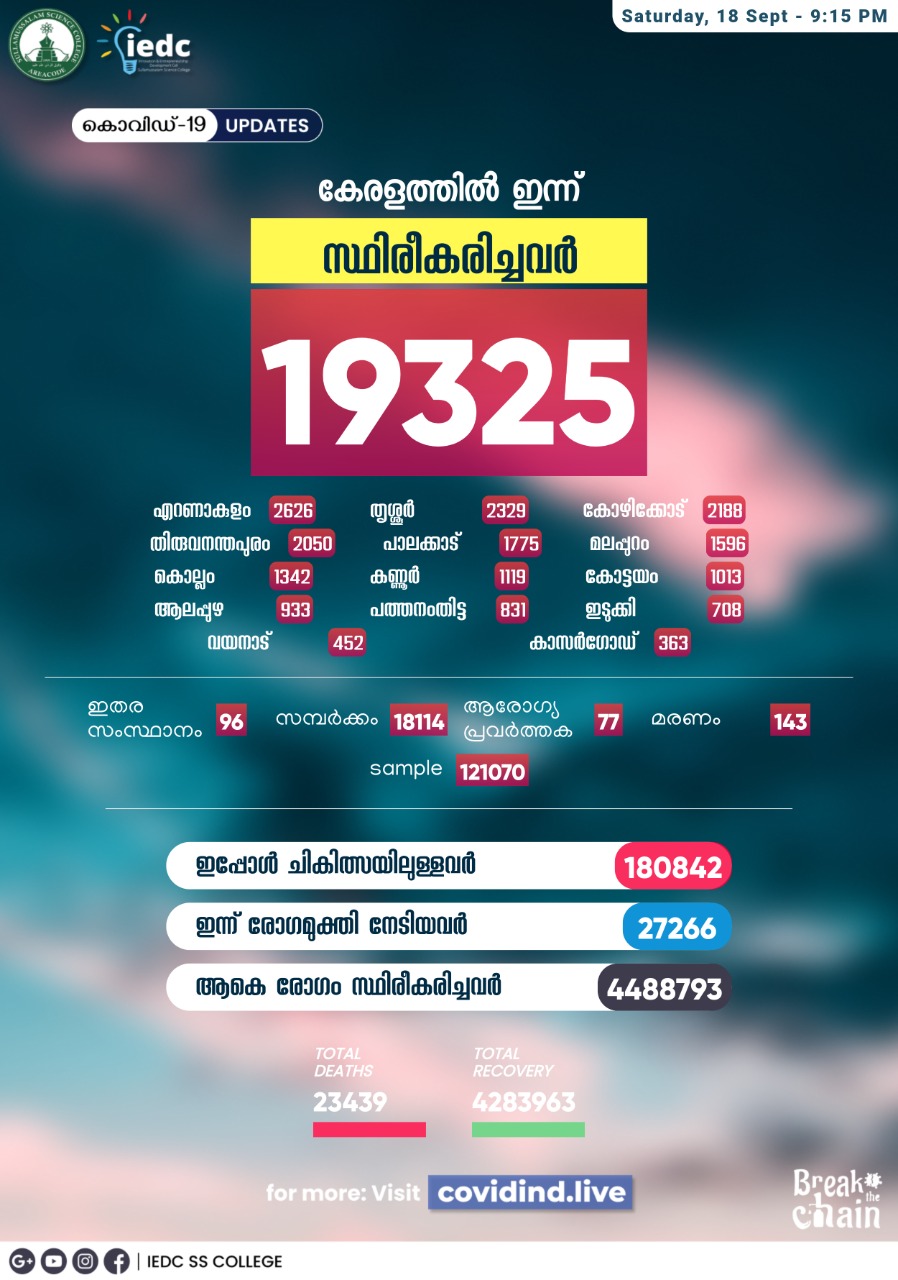 Saturday, 18 Sept - 9:15 PM
SULLAMUSSALAM SCIENCE COLLEGE
AREACODE
iedc
കൊവിഡ്-19 UPDATES
കേരളത്തിൽ ഇന്ന്
സ്ഥിരീകരിച്ചവർ
19325
എറണാകുളം 2626 തൃശ്ശൂർ 2329 കോഴിക്കോട് 2188
തിരുവനന്തപുരം 2050 പാലക്കാട് 1775 മലപ്പുറം 1596
കൊല്ലം 1342 കണ്ണൂർ 1119 കോട്ടയം 1013
ആലപ്പുഴ 933 പത്തനംതിട്ട 831 ഇടുക്കി 708
വയനാട് 452 കാസർഗോഡ് 363
ഇതര
സംസ്ഥാനം 96 സമ്പർക്കം 18114 ആരോഗ്യ
പ്രവർത്തക 77 മരണം 143
sample 121070
ഇപ്പോൾ ചികിത്സയിലുള്ളവർ 180842
ഇന്ന് രോഗമുക്തി നേടിയവർ 27266
ആകെ രോഗം സ്ഥിരീകരിച്ചവർ 4488793
TOTAL
DEATHS
23439
TOTAL
RECOVERY
4283963
for more: Visit covidind.live
Break
the
chain
IEDC SS COLLEGE